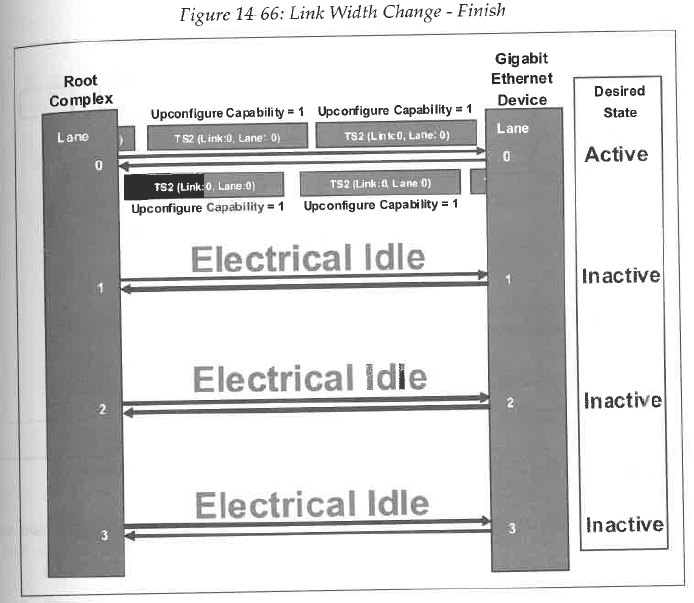 Figure 14-66: Link Width Change - Finish
Root
Complex
Gigabit
Ethernet
Device
Desired
State
Upconfigure Capability = 1
Upconfigure Capability = 1
Lane
)
TS2 (Link:0, Lane: 0)
TS2 (Link:0, Lane: 0)
Lane
0
0
Active
TS2 (Link:0, Lane:0)
TS2 (Link:0, Lane:0)
Upconfigure Capability = 1
Upconfigure Capability = 1
Electrical Idle
1
1
Inactive
Electrical Idle
2
2
Inactive
Electrical Idle
3
3
Inactive